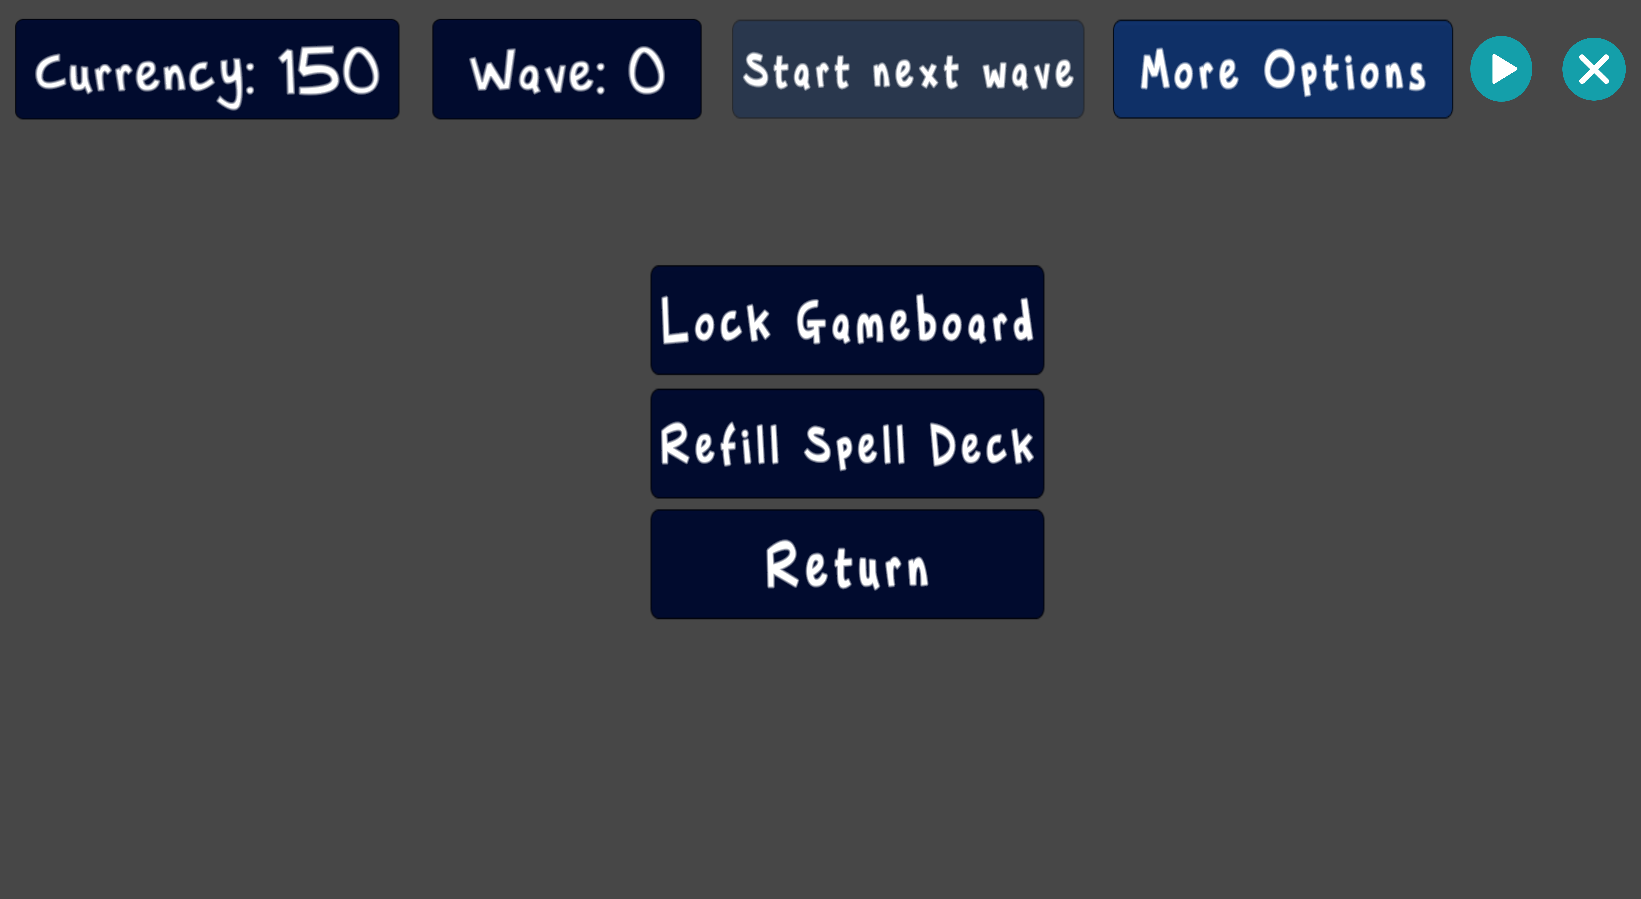 Currency: 150
Wave: 0
Start next wave
More Options
Lock Gameboard
Refill Spell Deck
Return